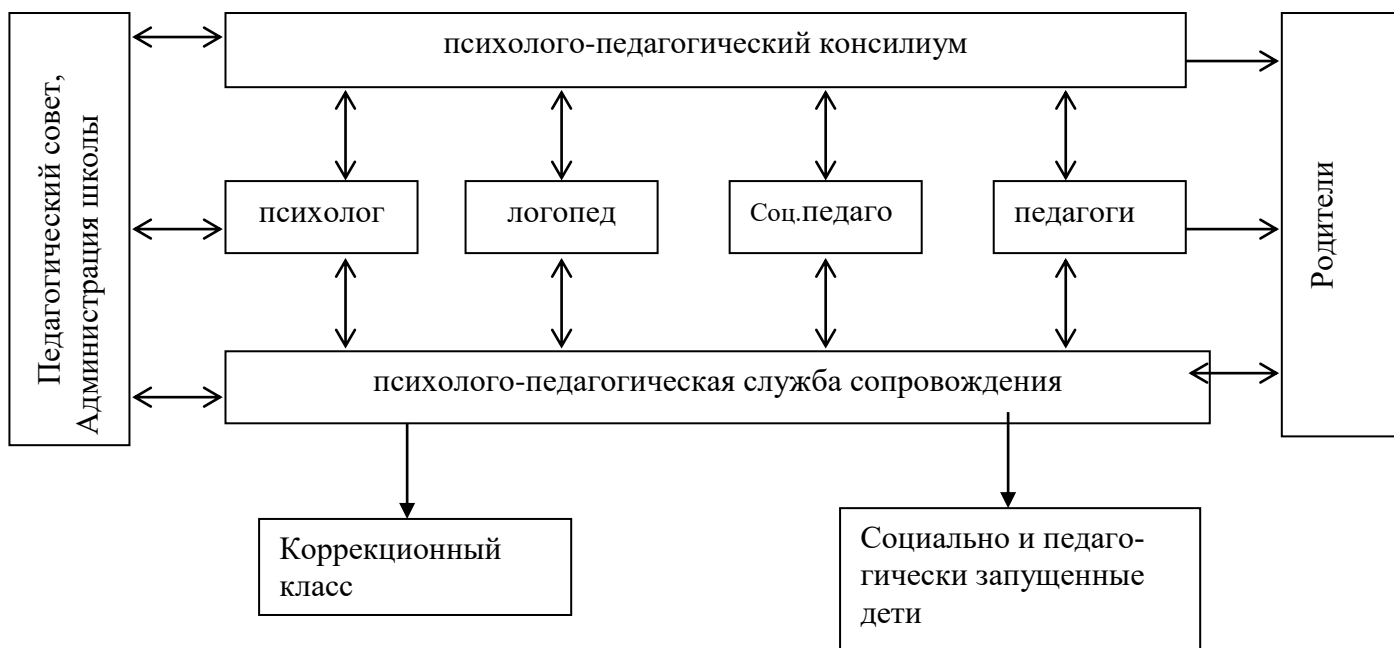 психолого-педагогический консилиум
Педагогический совет,
Администрация школы
психолог
логопед
Соц.педаго
педагоги
Родители
психолого-педагогическая служба сопровождения
Коррекционный
класс
Социально и педаго-
гически запущенные
дети